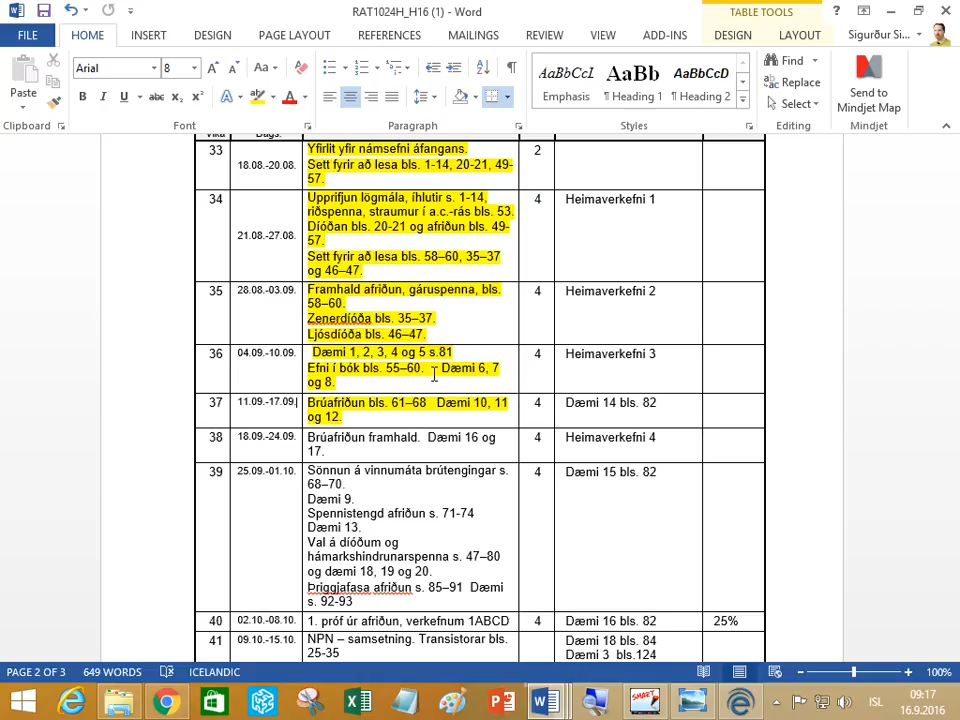 RAT1024H_H16 (1) - Word
TABLE TOOLS
?
FILE
HOME
INSERT
DESIGN
PAGE LAYOUT
REFERENCES
MAILINGS
REVIEW
VIEW
ADD-INS
DESIGN
LAYOUT
Sigurður Si...
Paste
Arial
8
Aa
B I U abc x₂ x²
A
AaBbCcI
AaBb
AaBbCcD
Emphasis
¶ Heading 1
¶ Heading 2
Find
Replace
Select
Send to
Mindjet Map
Clipboard
Font
Paragraph
Styles
Editing
Mindjet
Vika
Dags.
33
18.08.-20.08.
Yfirlit yfir námsefni áfangans.
Sett fyrir að lesa bls. 1-14, 20-21, 49-
57.
2
34
21.08.-27.08.
Upprifjun lögmála, íhlutir s. 1-14,
riðspenna, straumur í a.c.-rás bls. 53.
Díóðan bls. 20-21 og afriðun bls. 49-
57.
Sett fyrir að lesa bls. 58–60, 35–37
og 46–47.
4
Heimaverkefni 1
35
28.08.-03.09.
Framhald afriðun, gáruspenna, bls.
58–60.
Zenerdíóða bls. 35–37.
Ljósdíóða bls. 46–47.
4
Heimaverkefni 2
36
04.09.-10.09.
Dæmi 1, 2, 3, 4 og 5 s.81
Efni í bók bls. 55–60. Dæmi 6, 7
og 8.
4
Heimaverkefni 3
37
11.09.-17.09.
Brúafriðun bls. 61–68 Dæmi 10, 11
og 12.
4
Dæmi 14 bls. 82
38
18.09.-24.09.
Brúafriðun framhald. Dæmi 16 og
17.
4
Heimaverkefni 4
39
25.09.-01.10.
Sönnun á vinnumáta brútengingar s.
68–70.
Dæmi 9.
Spennistengd afriðun s. 71-74
Dæmi 13.
Val á díóðum og
hámarkshindrunarspenna s. 47–80
og dæmi 18, 19 og 20.
Þriggjafasa afriðun s. 85–91 Dæmi
s. 92-93
4
Dæmi 15 bls. 82
40
02.10.-08.10.
1. próf úr afriðun, verkefnum 1ABCD
4
Dæmi 16 bls. 82
25%
41
09.10.-15.10.
NPN – samsetning. Transistorar bls.
25-35
Dæmi 18 bls. 84
Dæmi 3 bls.124
PAGE 2 OF 3
649 WORDS
ICELANDIC
100%
SMART
ISL
09:17
16.9.2016